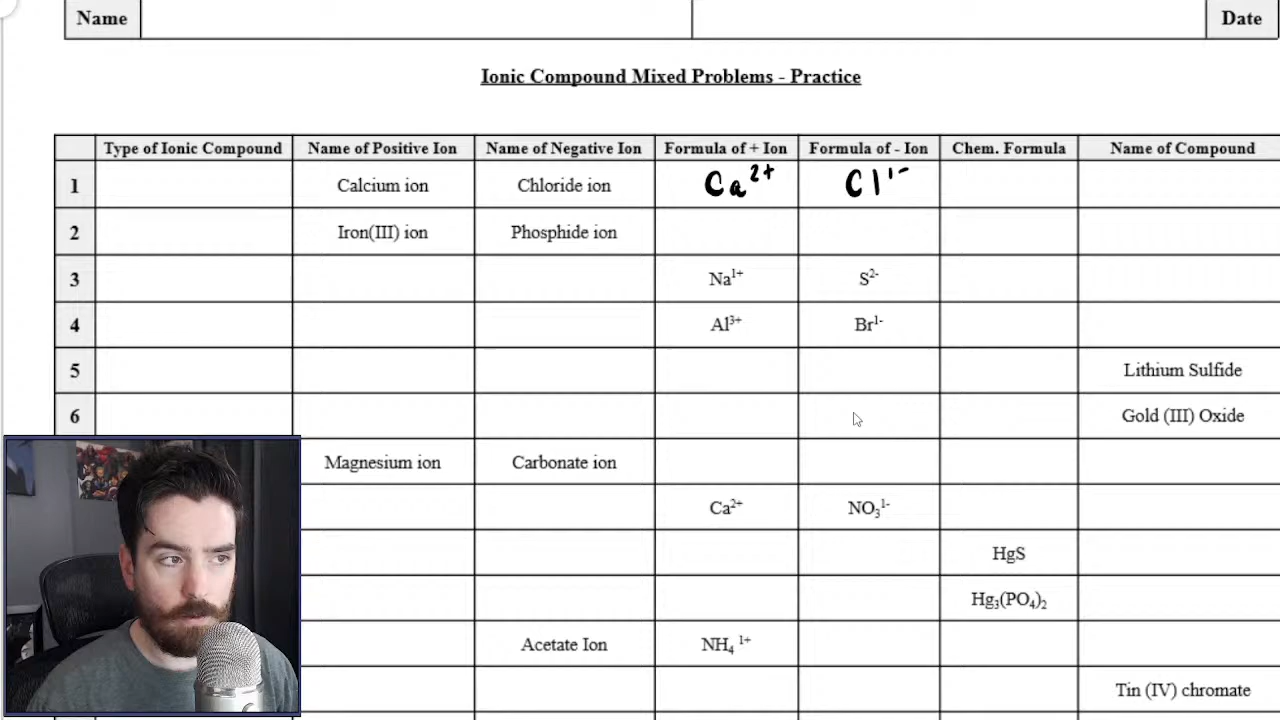 Name Date
Ionic Compound Mixed Problems - Practice
Type of Ionic Compound Name of Positive Ion Name of Negative Ion Formula of + Ion Formula of - Ion Chem. Formula Name of Compound
1 Calcium ion Chloride ion Ca²⁺ Cl¹⁻
2 Iron(III) ion Phosphide ion
3 Na¹⁺ S²⁻
4 Al³⁺ Br¹⁻
5 Lithium Sulfide
6 Gold (III) Oxide
Magnesium ion Carbonate ion
Ca²⁺ NO₃¹⁻
HgS
Hg₃(PO₄)₂
Acetate Ion NH₄ ¹⁺
Tin (IV) chromate